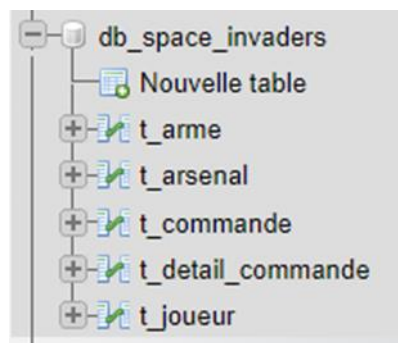 db_space_invaders
Nouvelle table
t_arme
t_arsenal
t_commande
t_detail_commande
t_joueur